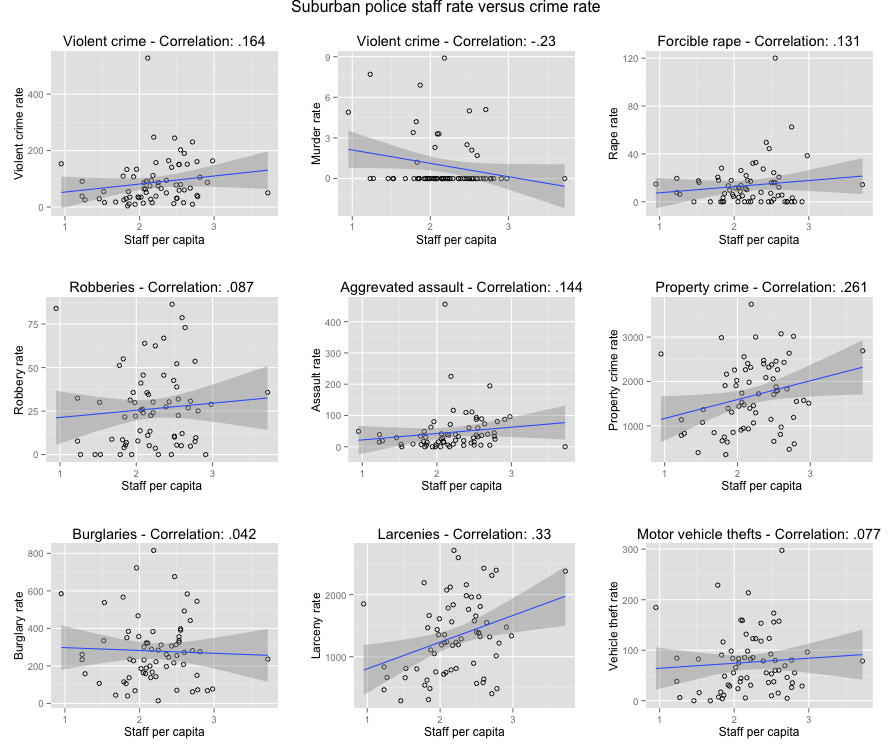 Suburban police staff rate versus crime rate
Violent crime - Correlation: .164
Violent crime rate
400
200
0
1 2 3
Staff per capita
Violent crime - Correlation: -.23
Murder rate
9
6
3
0
1 2 3
Staff per capita
Forcible rape - Correlation: .131
Rape rate
120
80
40
0
1 2 3
Staff per capita
Robberies - Correlation: .087
Robbery rate
75
50
25
0
1 2 3
Staff per capita
Aggrevated assault - Correlation: .144
Assault rate
400
300
200
100
0
1 2 3
Staff per capita
Property crime - Correlation: .261
Property crime rate
3000
2000
1000
1 2 3
Staff per capita
Burglaries - Correlation: .042
Burglary rate
800
600
400
200
0
1 2 3
Staff per capita
Larcenies - Correlation: .33
Larceny rate
2000
1000
1 2 3
Staff per capita
Motor vehicle thefts - Correlation: .077
Vehicle theft rate
300
200
100
0
1 2 3
Staff per capita